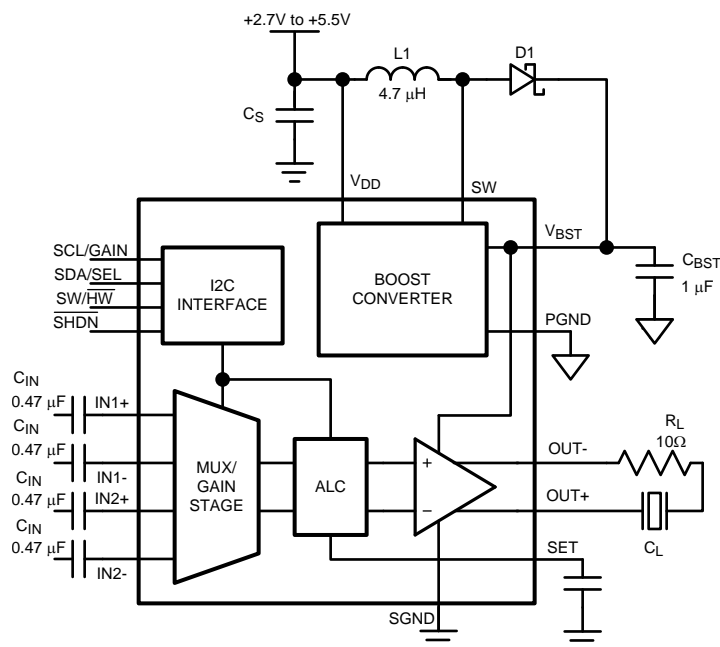 +2.7V to +5.5V
L1
4.7 μH
D1
CS
VDD
SW
VBST
CBST
1 μF
PGND
BOOST
CONVERTER
SCL/GAIN
SDA/SEL
SW/HW
SHDN
I2C
INTERFACE
CIN
0.47 μF
IN1+
CIN
0.47 μF
IN1-
CIN
0.47 μF
IN2+
CIN
0.47 μF
IN2-
MUX/
GAIN
STAGE
ALC
+
−
OUT-
OUT+
RL
10Ω
CL
SET
SGND